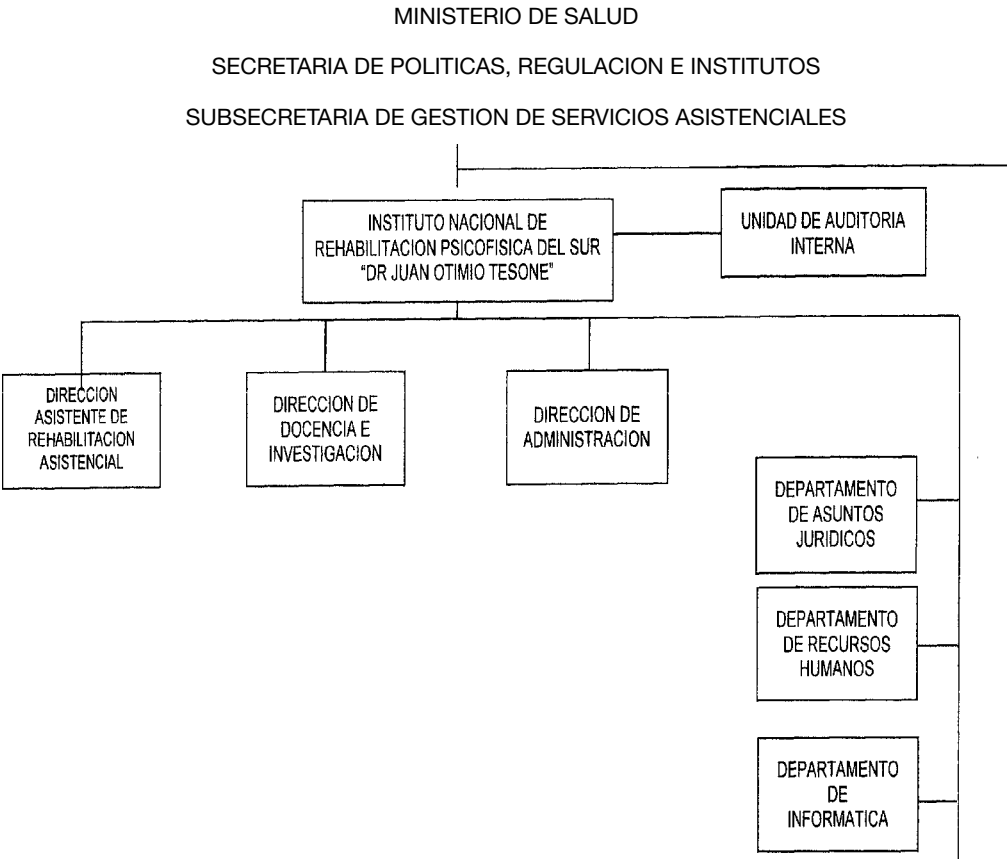 MINISTERIO DE SALUD
SECRETARIA DE POLITICAS, REGULACION E INSTITUTOS
SUBSECRETARIA DE GESTION DE SERVICIOS ASISTENCIALES
INSTITUTO NACIONAL DE
REHABILITACION PSICOFISICA DEL SUR
"DR JUAN OTIMIO TESONE"
UNIDAD DE AUDITORIA
INTERNA
DIRECCION
ASISTENTE DE
REHABILITACION
ASISTENCIAL
DIRECCION DE
DOCENCIA E
INVESTIGACION
DIRECCION DE
ADMINISTRACION
DEPARTAMENTO
DE ASUNTOS
JURIDICOS
DEPARTAMENTO
DE RECURSOS
HUMANOS
DEPARTAMENTO
DE
INFORMATICA